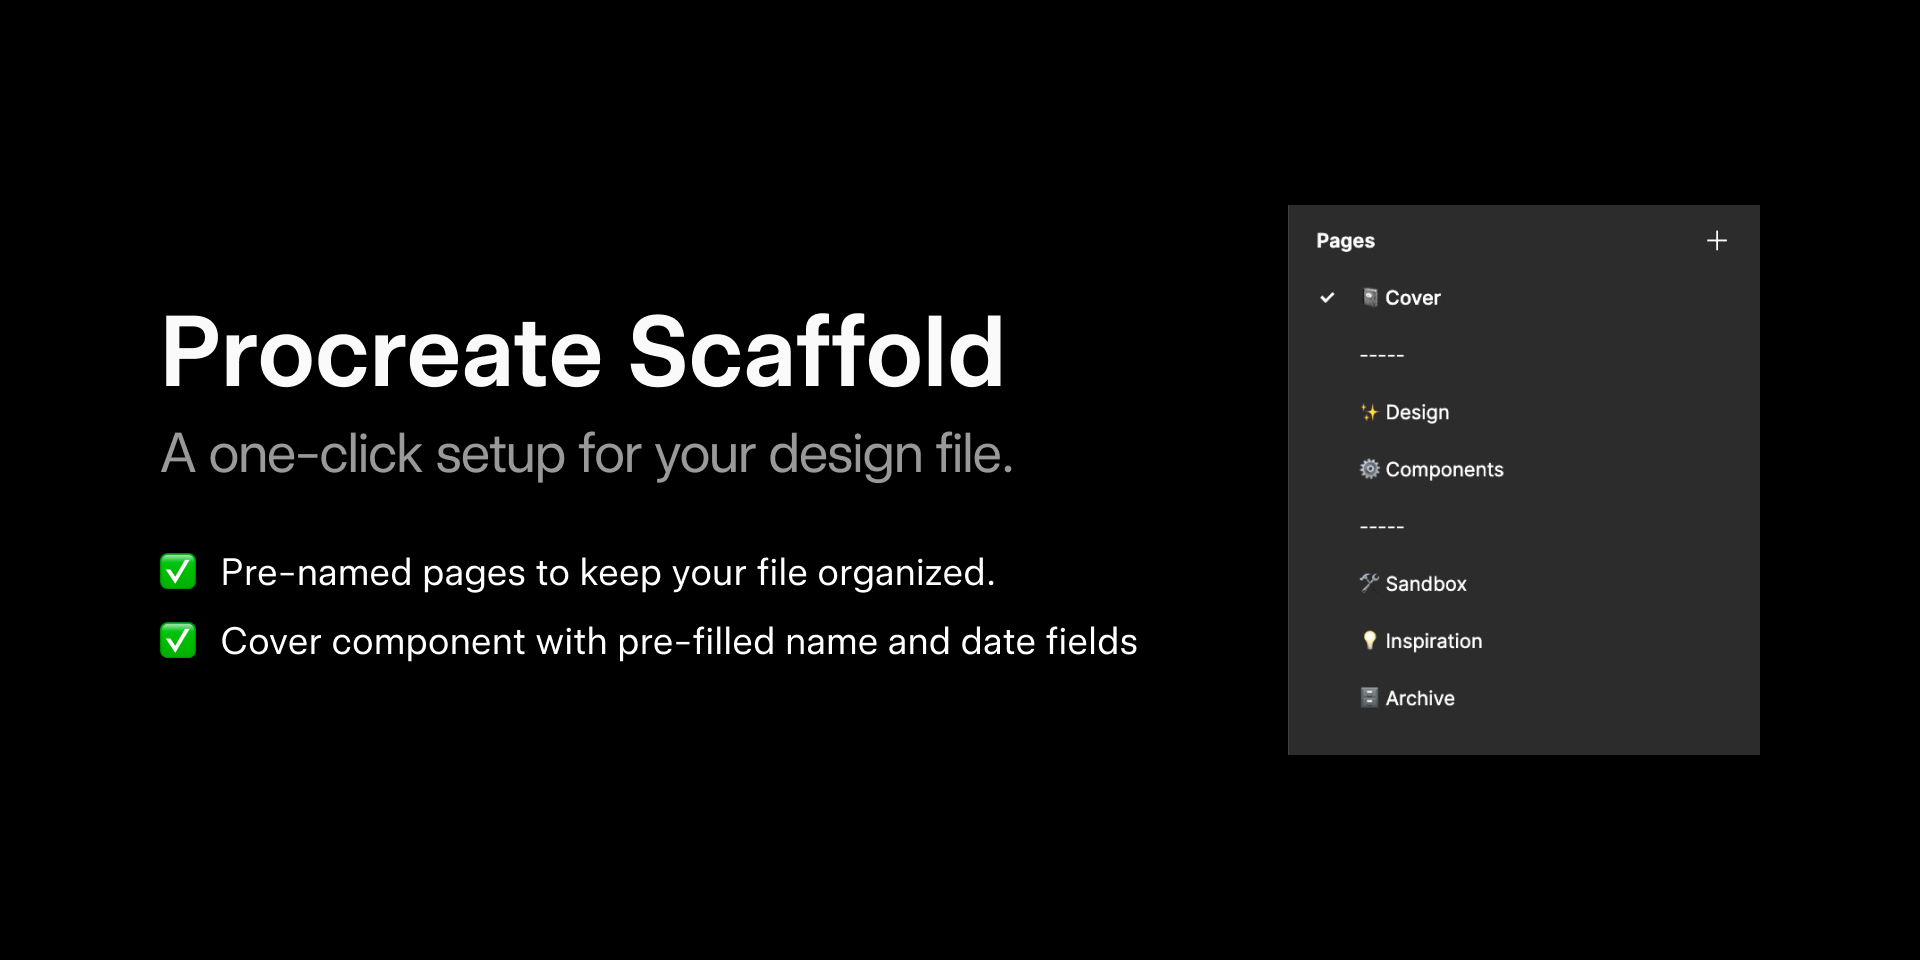 Procreate Scaffold
A one-click setup for your design file.
✅ Pre-named pages to keep your file organized.
✅ Cover component with pre-filled name and date fields
Pages
Cover
-----
✨ Design
⚙️ Components
-----
🛠 Sandbox
💡 Inspiration
🗄 Archive